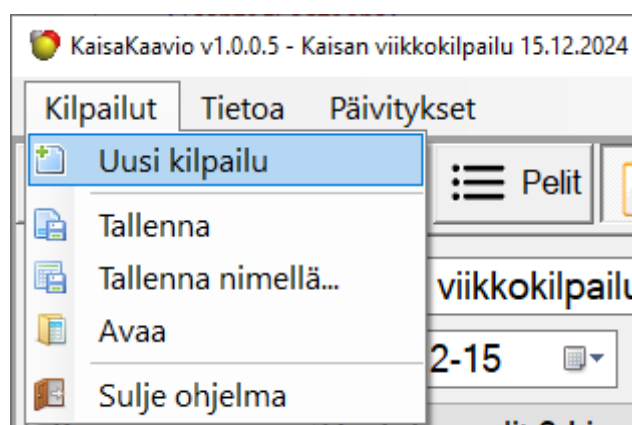 KaisaKaavio v1.0.0.5 - Kaisan viikkokilpailu 15.12.2024
Kilpailut Tietoa Päivitykset
Uusi kilpailu
Pelit
Tallenna
Tallenna nimellä...
viikkokilpailu
Avaa
2-15
Sulje ohjelma